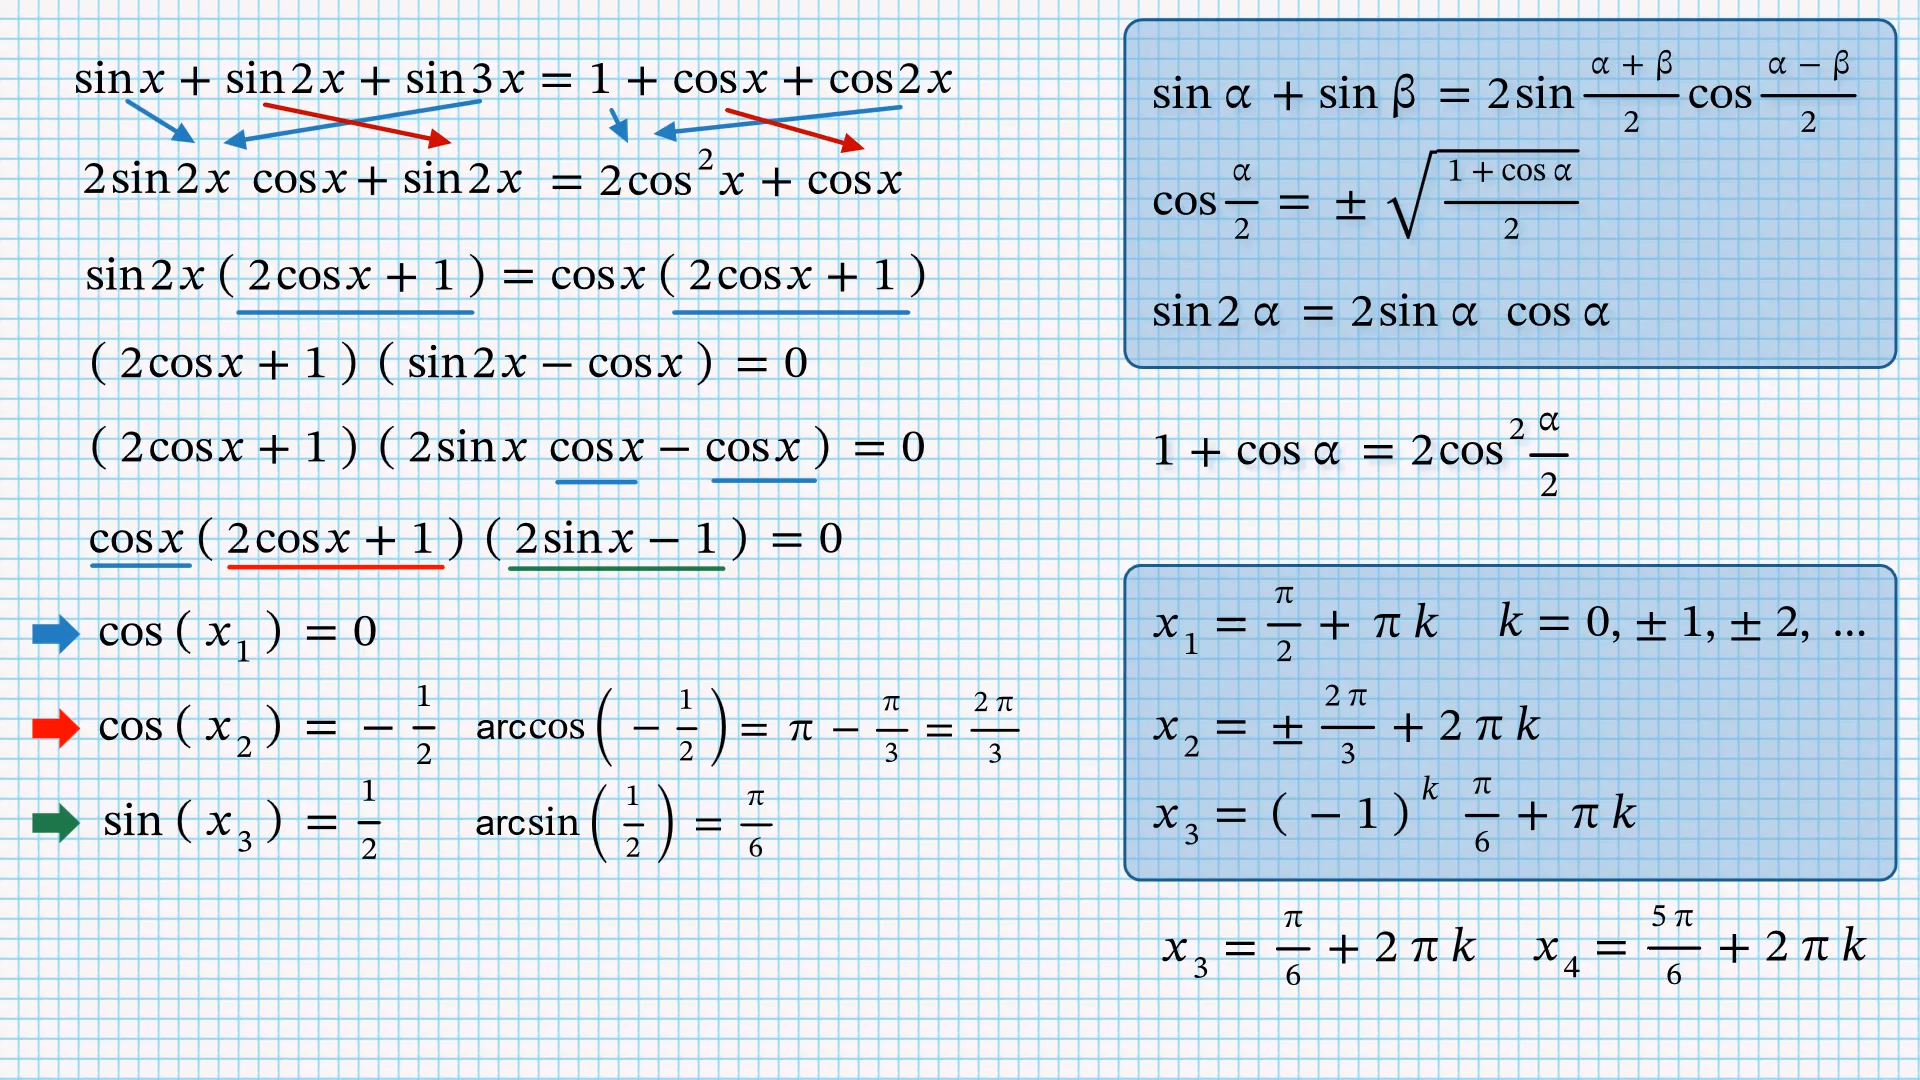 sin x + sin 2x + sin 3x = 1 + cos x + cos 2x
2 sin 2x cos x + sin 2x = 2 cos² x + cos x
sin 2x ( 2 cos x + 1 ) = cos x ( 2 cos x + 1 )
( 2 cos x + 1 ) ( sin 2x − cos x ) = 0
( 2 cos x + 1 ) ( 2 sin x cos x − cos x ) = 0
cos x ( 2 cos x + 1 ) ( 2 sin x − 1 ) = 0
cos ( x₁ ) = 0
cos ( x₂ ) = − 1/2 arccos ( − 1/2 ) = π − π/3 = 2π/3
sin ( x₃ ) = 1/2 arcsin ( 1/2 ) = π/6
sin α + sin β = 2 sin (α + β)/2 cos (α − β)/2
cos α/2 = ± √((1 + cos α)/2)
sin 2α = 2 sin α cos α
1 + cos α = 2 cos² α/2
x₁ = π/2 + π k k = 0, ± 1, ± 2, ...
x₂ = ± 2π/3 + 2 π k
x₃ = ( − 1 )ᵏ π/6 + π k
x₃ = π/6 + 2 π k x₄ = 5π/6 + 2 π k